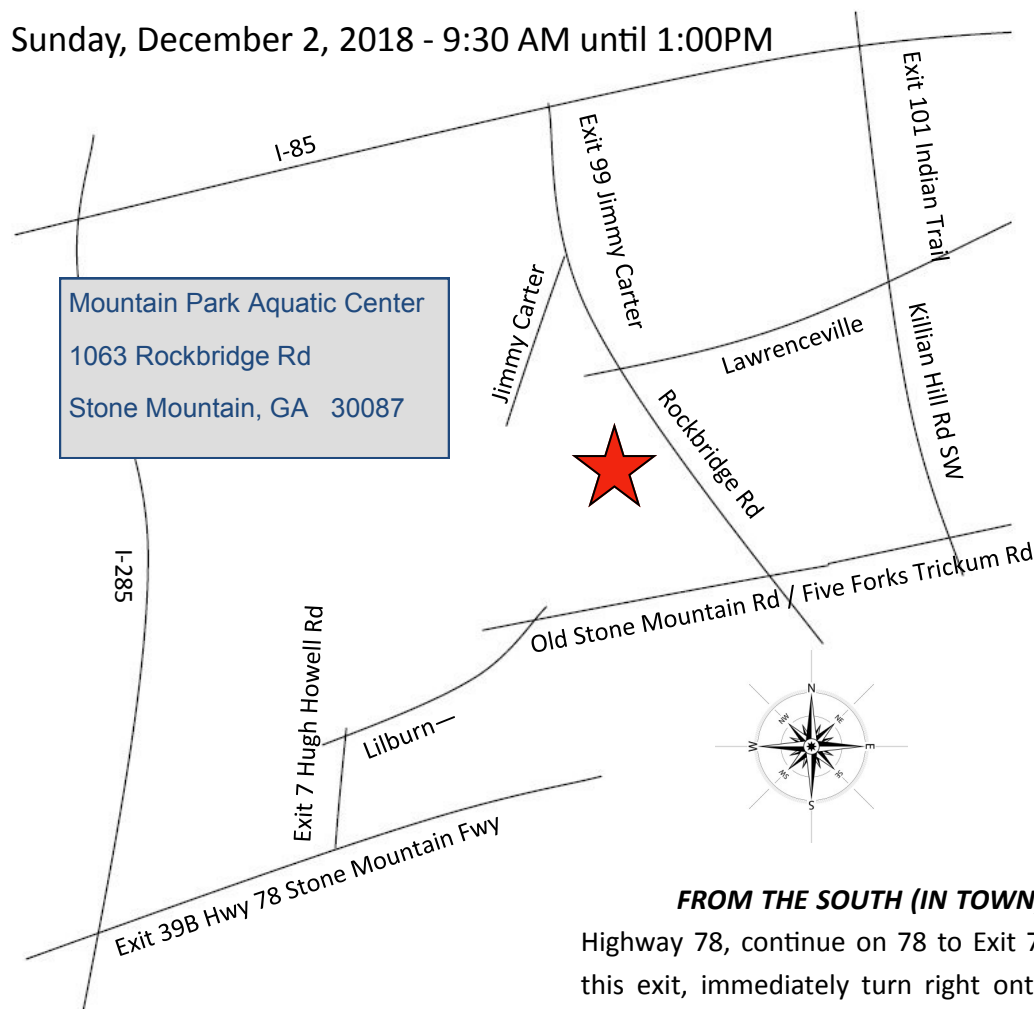 Sunday, December 2, 2018 - 9:30 AM until 1:00PM
I-85
Exit 99 Jimmy Carter
Exit 101 Indian Trail
Mountain Park Aquatic Center
1063 Rockbridge Rd
Stone Mountain, GA 30087
Jimmy Carter
Lawrenceville
Killian Hill Rd SW
Rockbridge Rd
I-285
Old Stone Mountain Rd / Five Forks Trickum Rd
Exit 7 Hugh Howell Rd
Lilburn—
Exit 39B Hwy 78 Stone Mountain Fwy
N
NW
NE
W
E
SW
SE
S
FROM THE SOUTH (IN TOWN
Highway 78, continue on 78 to Exit 7
this exit, immediately turn right ont